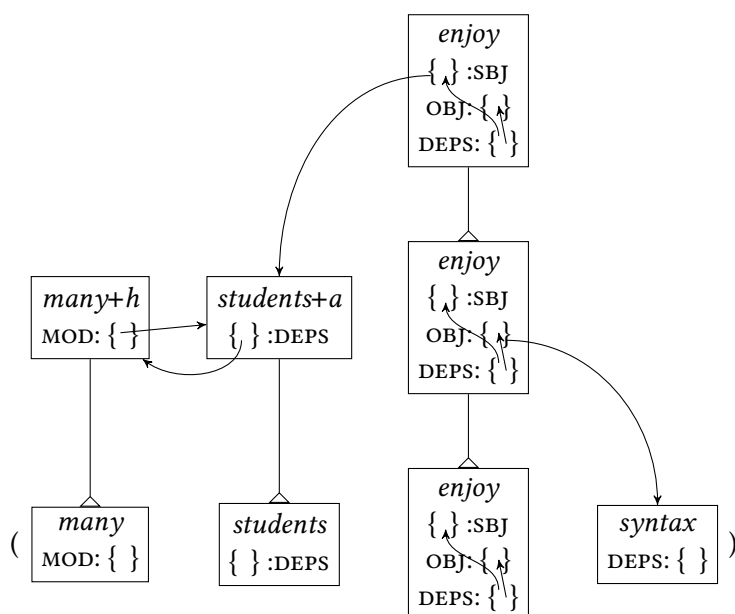 enjoy
{ } :SBJ
OBJ: { }
DEPS: { }
many+h
MOD: { }
students+a
{ } :DEPS
enjoy
{ } :SBJ
OBJ: { }
DEPS: { }
(
many
MOD: { }
students
{ } :DEPS
enjoy
{ } :SBJ
OBJ: { }
DEPS: { }
syntax
DEPS: { }
)